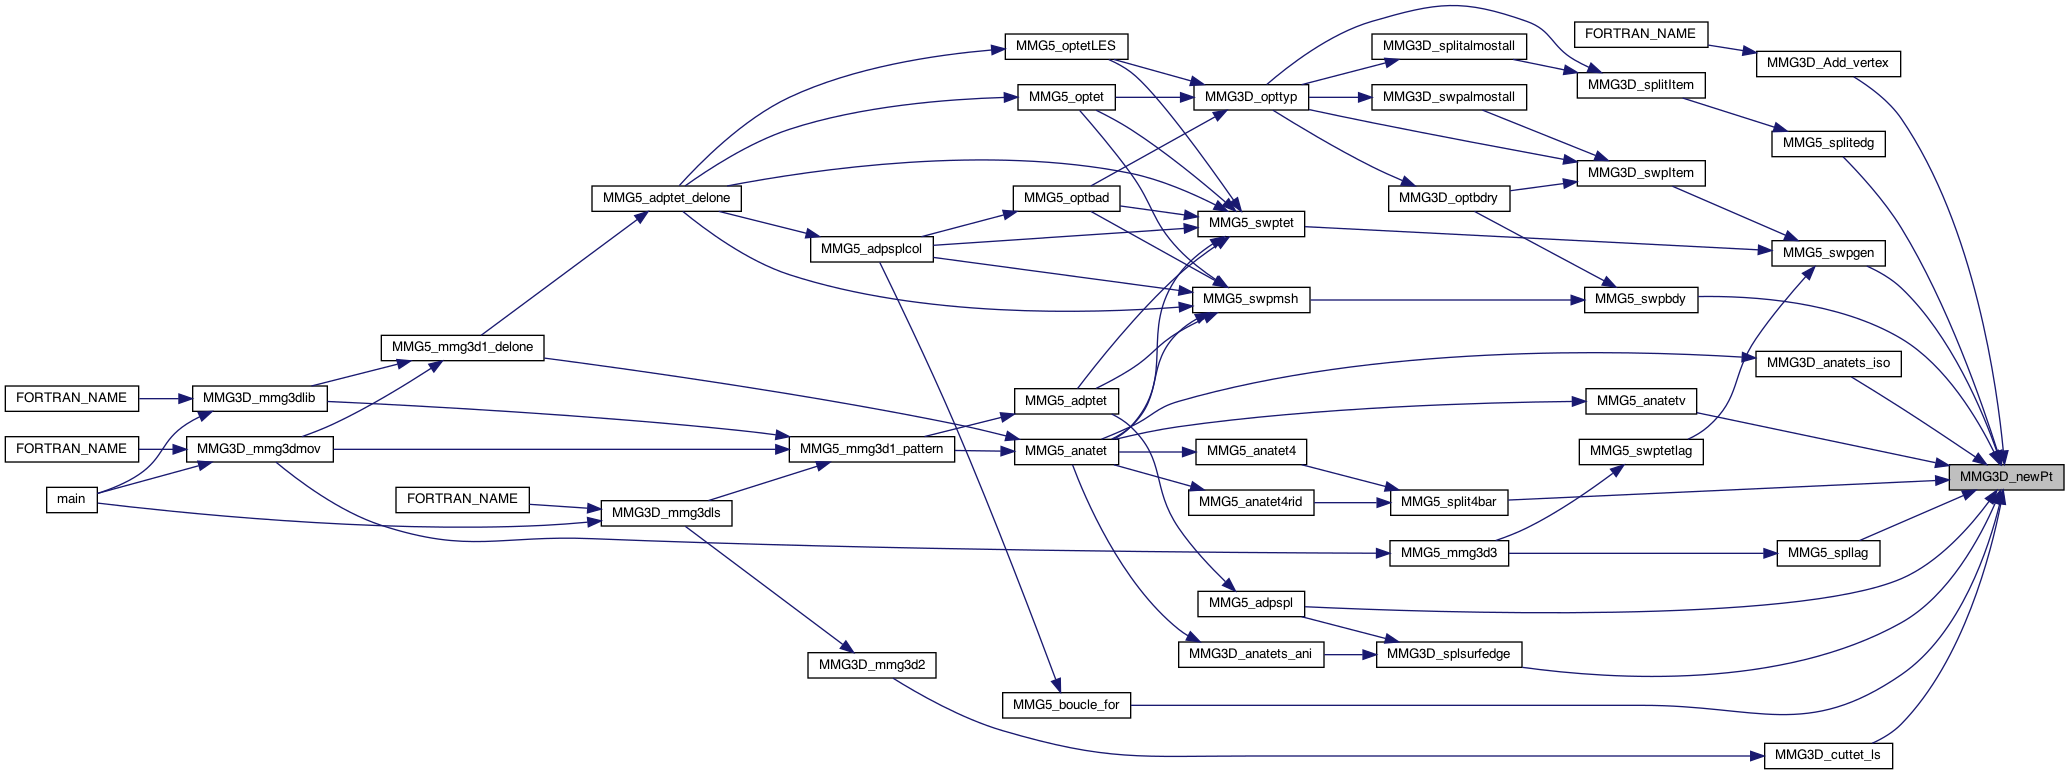 FORTRAN_NAME
MMG5_optetLES
MMG3D_splitalmostall
MMG3D_Add_vertex
MMG3D_splitItem
MMG5_optet
MMG3D_opttyp
MMG3D_swpalmostall
MMG5_splitedg
MMG3D_swpItem
MMG5_adptet_delone
MMG5_optbad
MMG3D_optbdry
MMG5_swptet
MMG5_adpsplcol
MMG5_swpgen
MMG5_swpmsh
MMG5_swpbdy
MMG5_mmg3d1_delone
MMG3D_anatets_iso
FORTRAN_NAME
MMG3D_mmg3dlib
MMG5_adptet
MMG5_anatetv
FORTRAN_NAME
MMG3D_mmg3dmov
MMG5_mmg3d1_pattern
MMG5_anatet
MMG5_anatet4
MMG5_swptetlag
MMG3D_newPt
main
FORTRAN_NAME
MMG3D_mmg3dls
MMG5_anatet4rid
MMG5_split4bar
MMG5_mmg3d3
MMG5_spllag
MMG5_adpspl
MMG3D_mmg3d2
MMG3D_anatets_ani
MMG3D_splsurfedge
MMG5_boucle_for
MMG3D_cuttet_ls